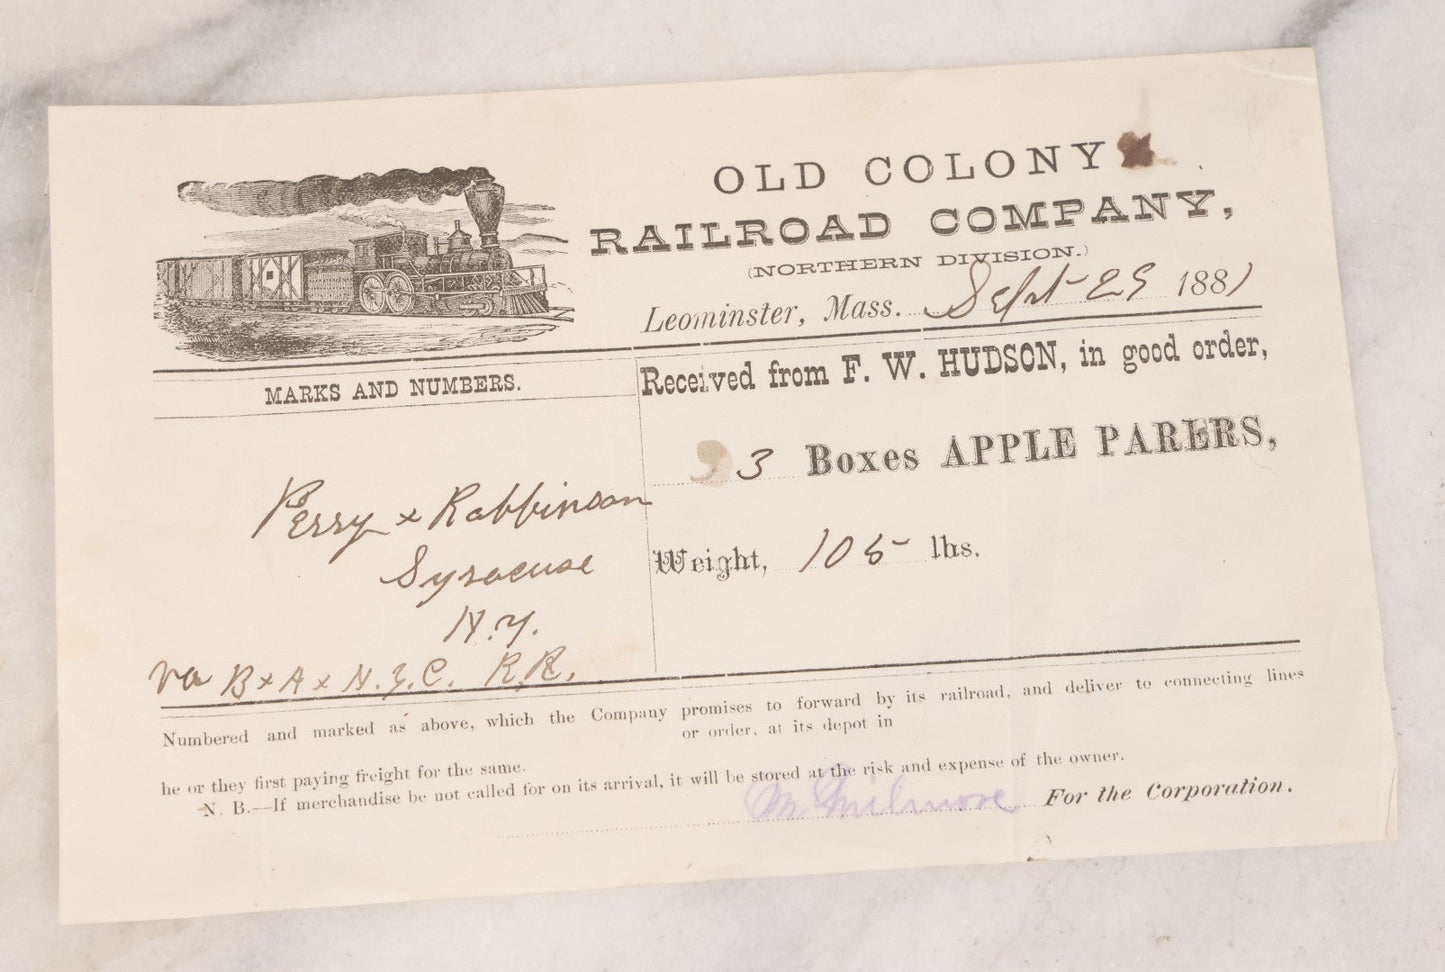 OLD COLONY
RAILROAD COMPANY,
(NORTHERN DIVISION.)
Leominster, Mass. Sept 29 1881
MARKS AND NUMBERS.
Perry & Robbinson
Syracuse
N.Y.
via B & A & N.Y.C. R.R.
Received from F. W. HUDSON, in good order,
3 Boxes APPLE PARERS,
Weight, 105 lbs.
Numbered and marked as above, which the Company promises to forward by its railroad, and deliver to connecting lines
or order, at its depot in
he or they first paying freight for the same.
N. B.—If merchandise be not called for on its arrival, it will be stored at the risk and expense of the owner.
For the Corporation.